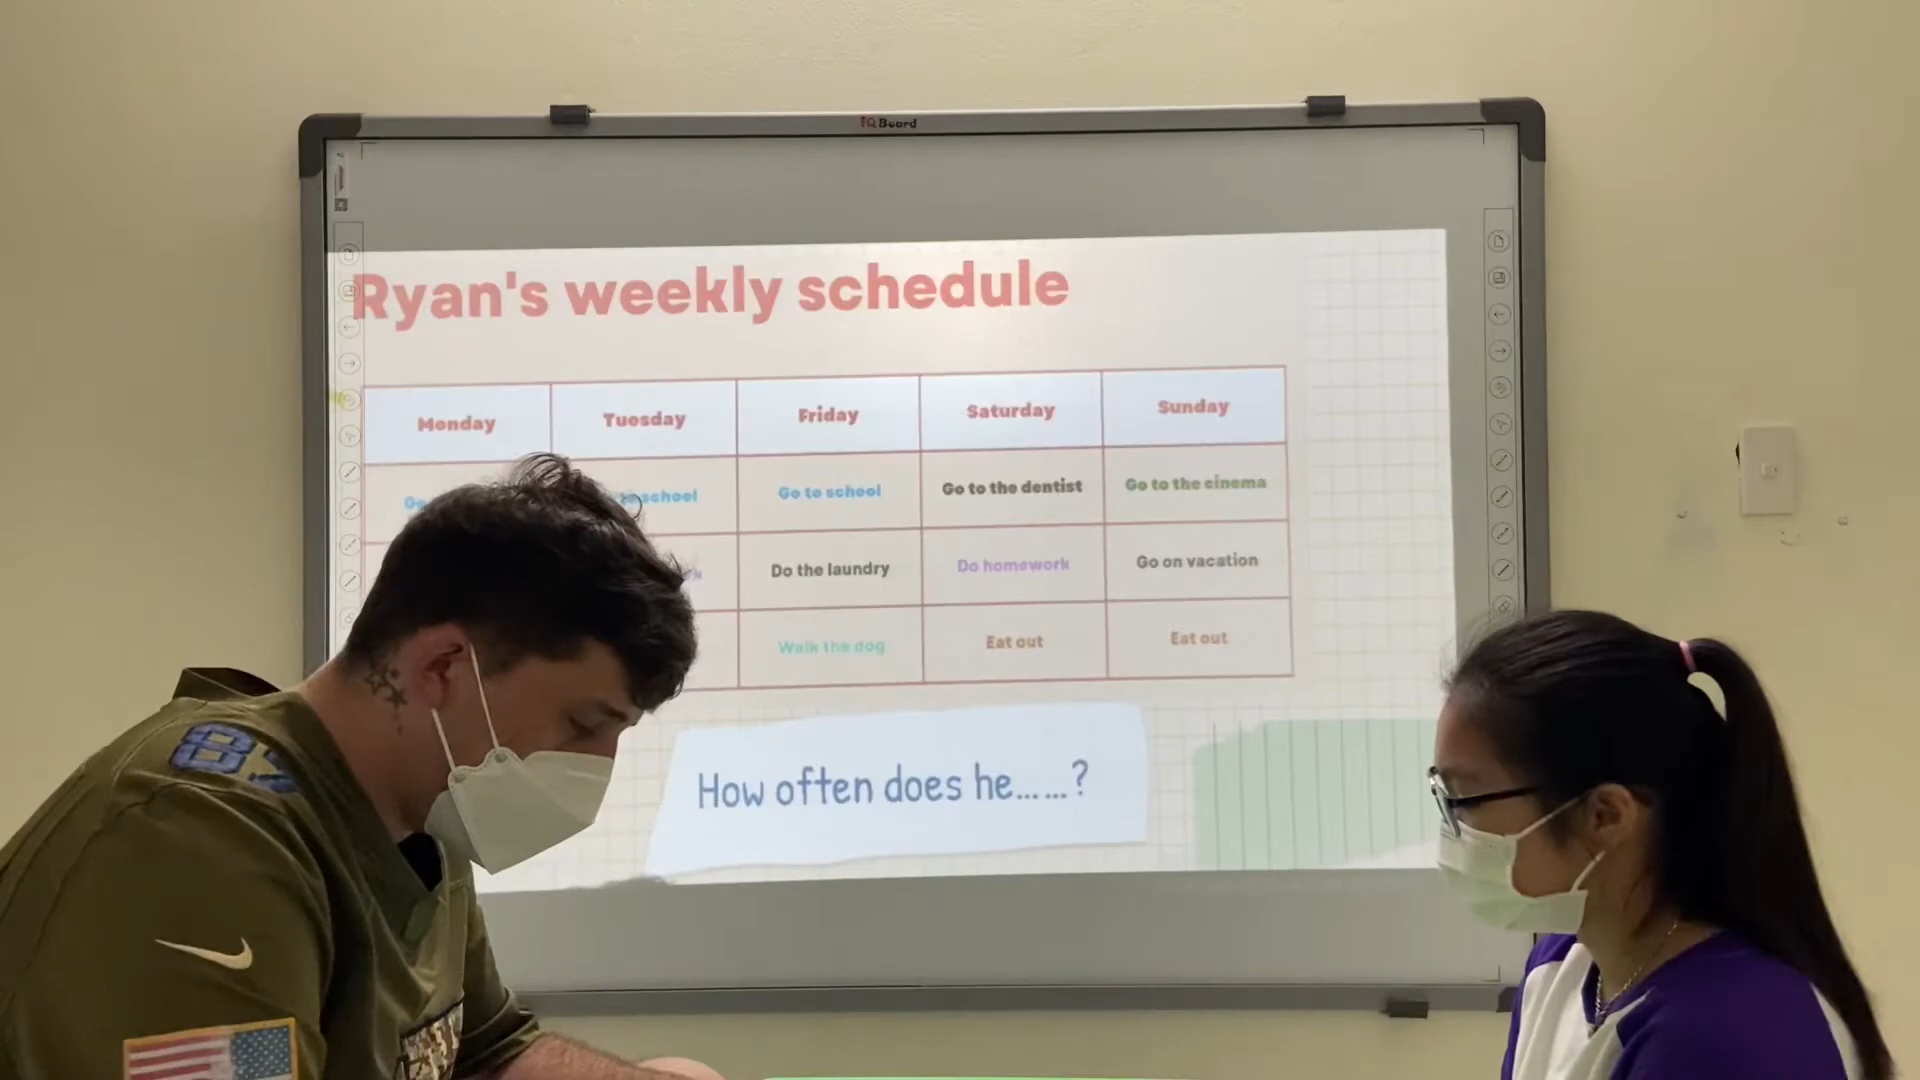 iQBoard
Ryan's weekly schedule
Monday Tuesday Friday Saturday Sunday
school Go to school Go to the dentist Go to the cinema
Do the laundry Do homework Go on vacation
Walk the dog Eat out Eat out
How often does he......?